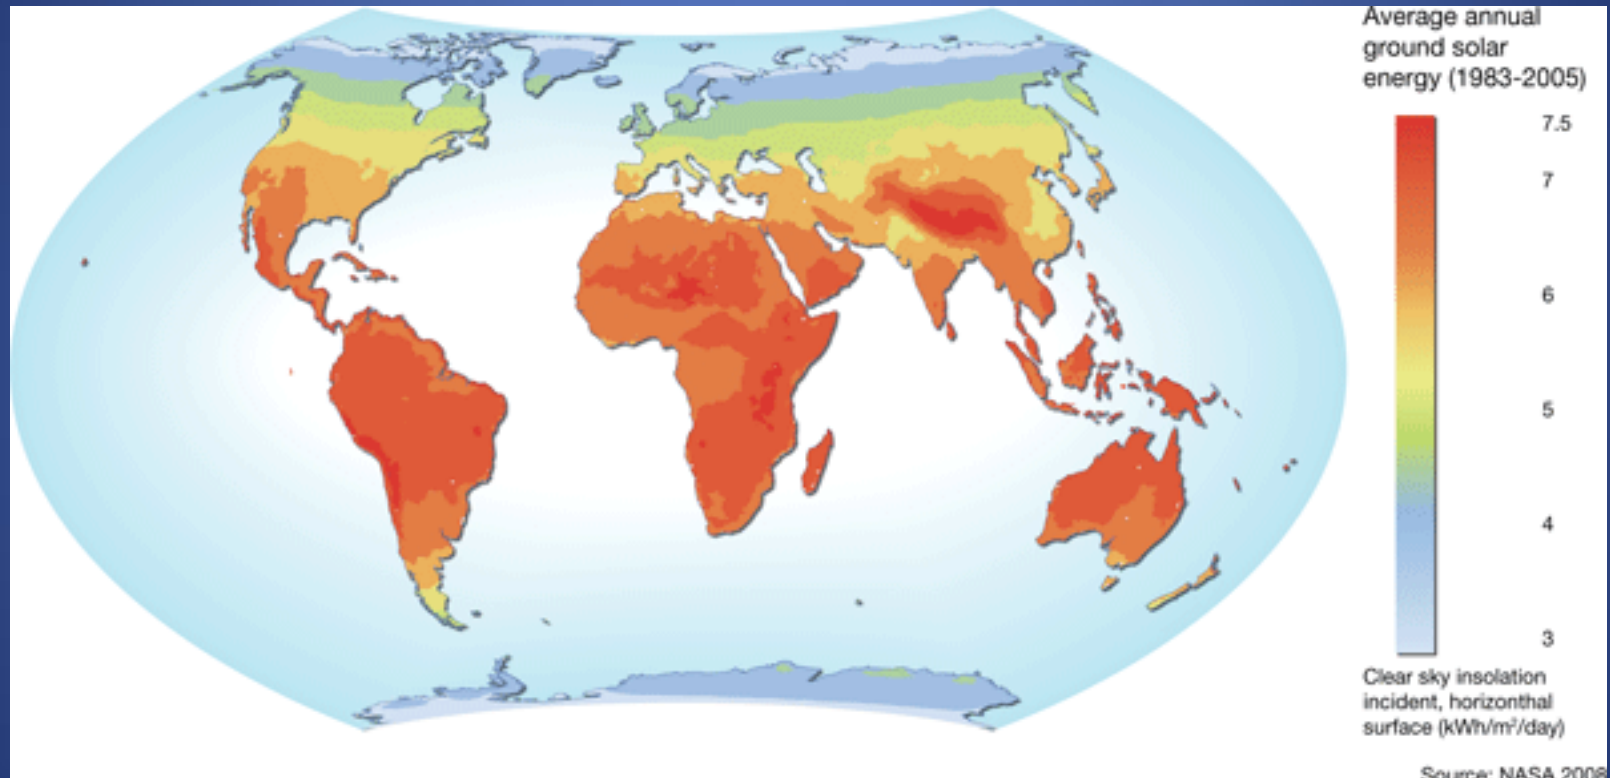 Average annual
ground solar
energy (1983-2005)
7.5
7
6
5
4
3
Clear sky insolation
incident, horizonthal
surface (kWh/m²/day)
Source: NASA 2008